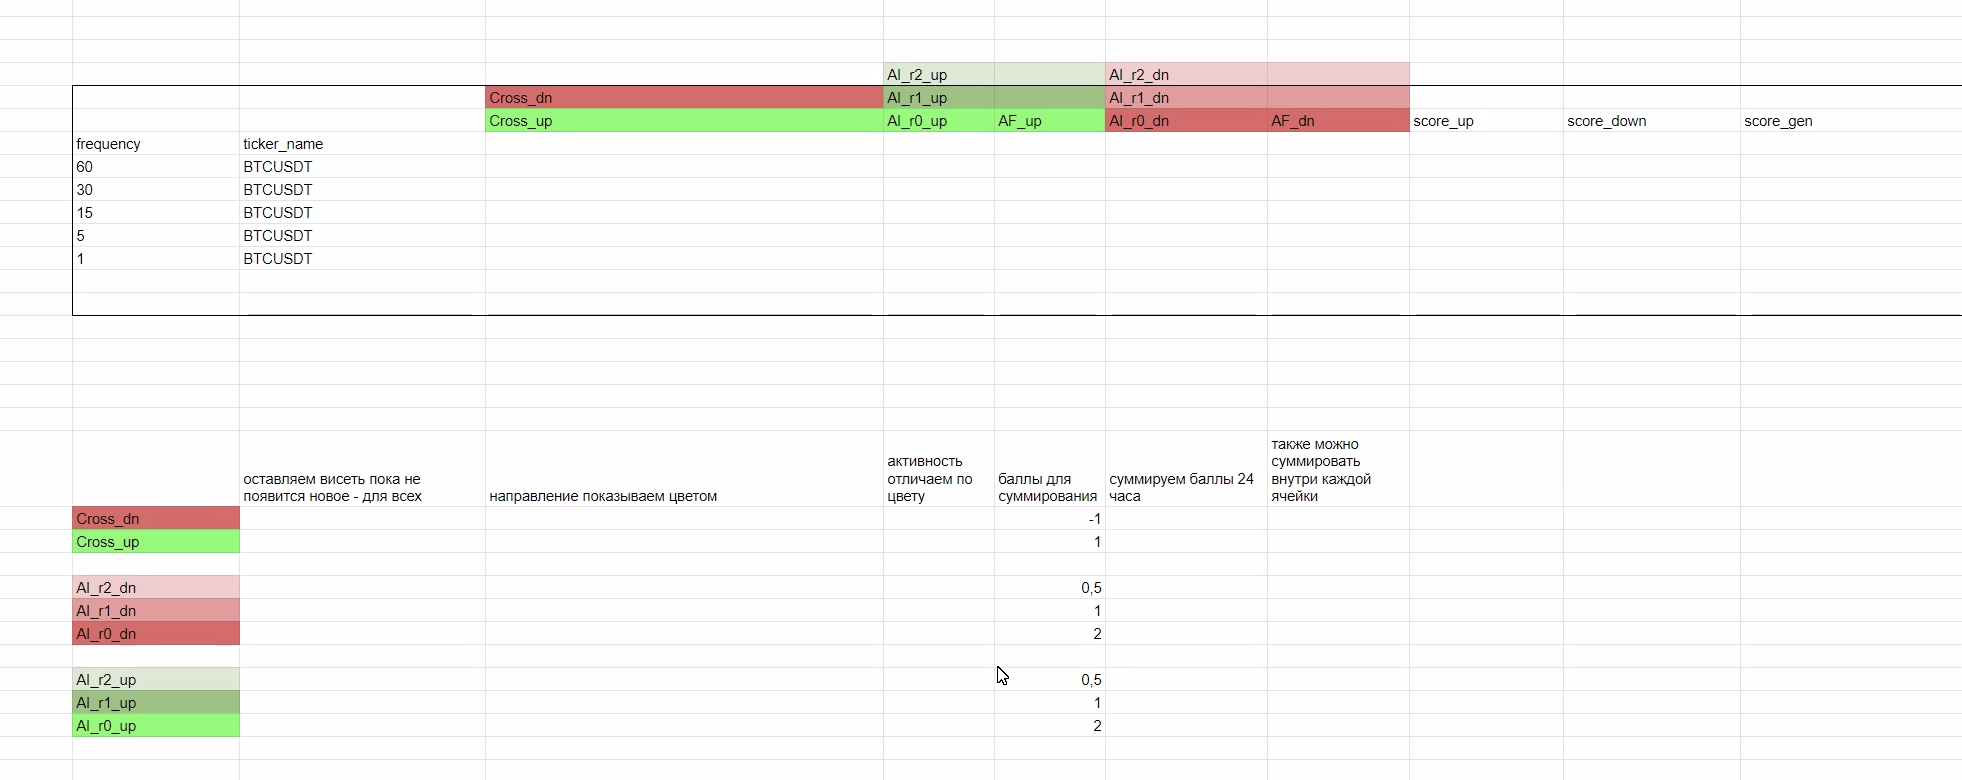 AI_r2_up AI_r2_dn
Cross_dn AI_r1_up AI_r1_dn
Cross_up AI_r0_up AF_up AI_r0_dn AF_dn score_up score_down score_gen
frequency ticker_name
60 BTCUSDT
30 BTCUSDT
15 BTCUSDT
5 BTCUSDT
1 BTCUSDT
оставляем висеть пока не
появится новое - для всех
направление показываем цветом
активность
отличаем по
цвету
баллы для
суммирования
суммируем баллы 24
часа
также можно
суммировать
внутри каждой
ячейки
Cross_dn -1
Cross_up 1
AI_r2_dn 0,5
AI_r1_dn 1
AI_r0_dn 2
AI_r2_up 0,5
AI_r1_up 1
AI_r0_up 2